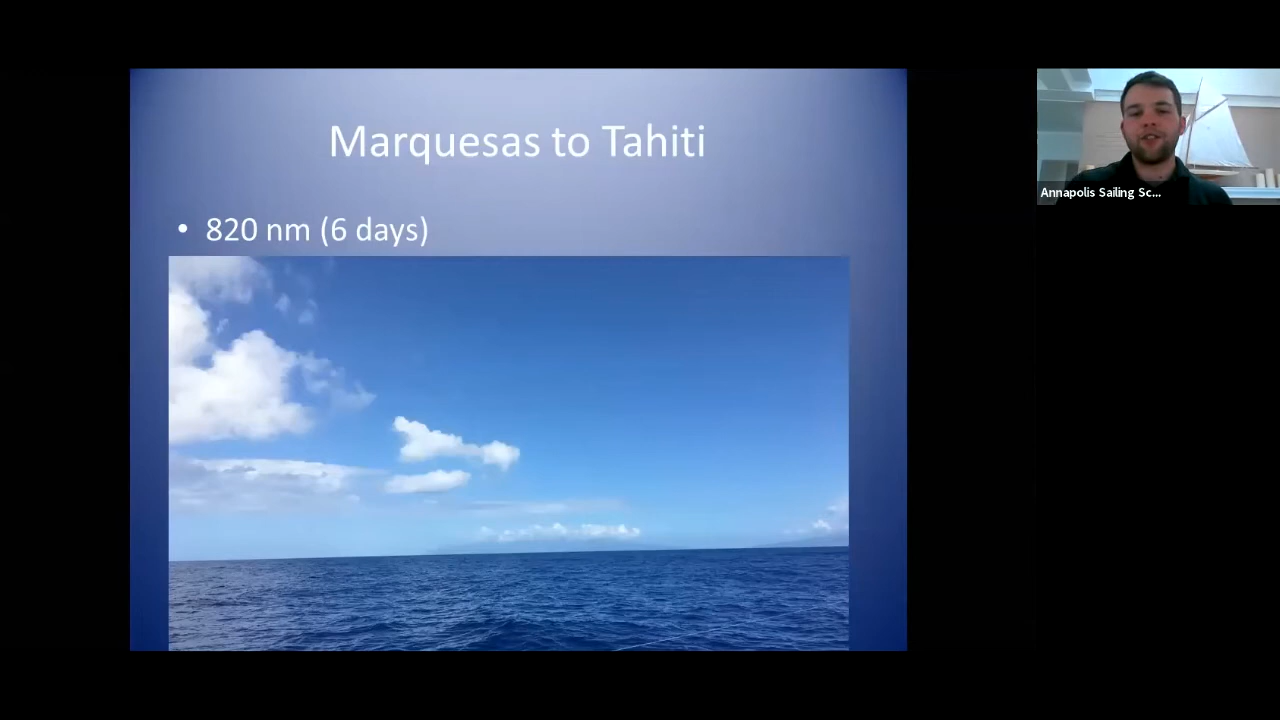 Marquesas to Tahiti
• 820 nm (6 days)
Annapolis Sailing Sc...